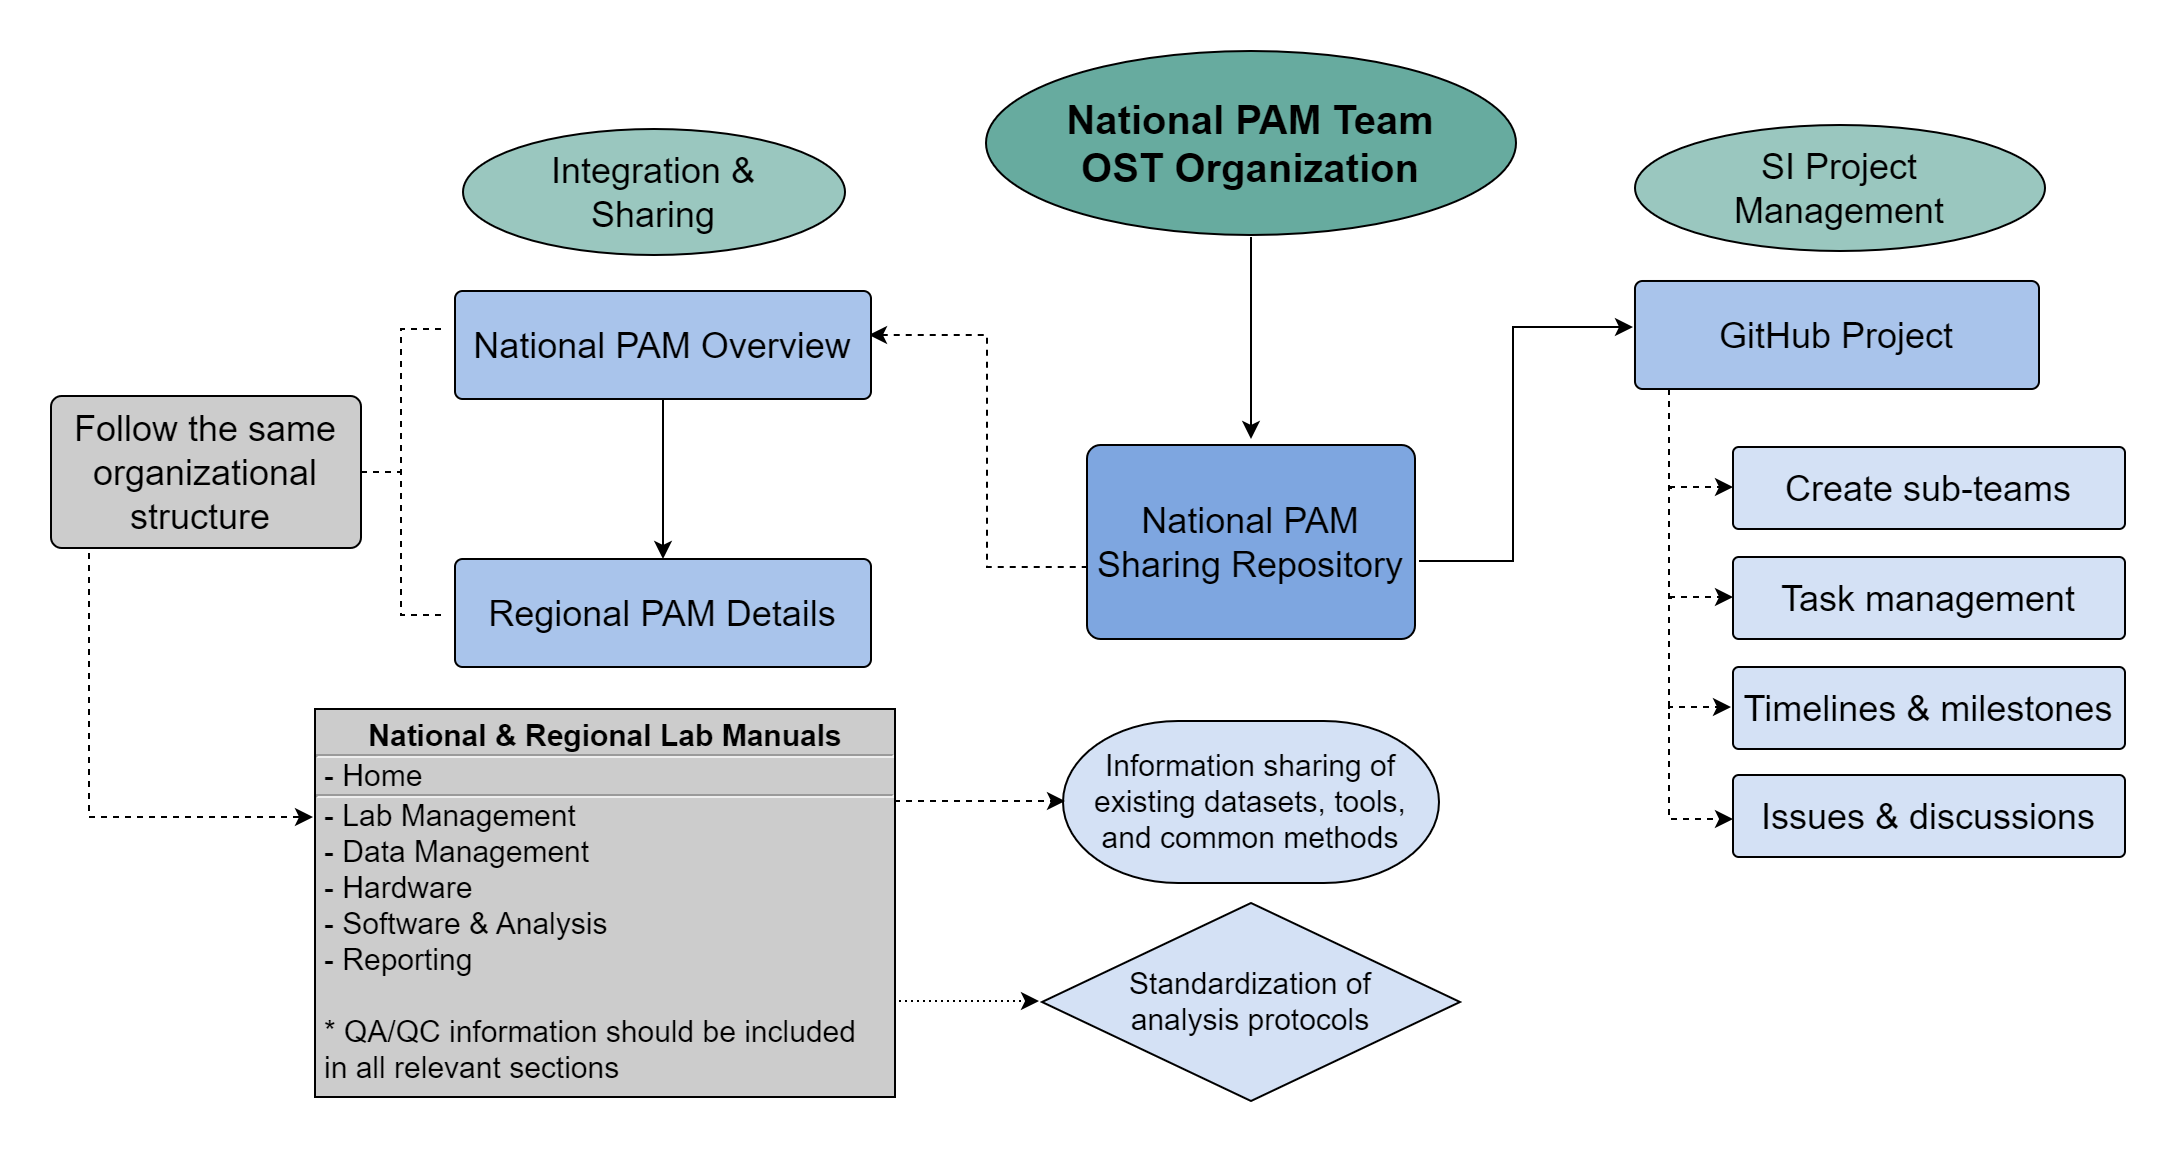 National PAM Team
OST Organization
Integration &
Sharing
SI Project
Management
National PAM Overview
GitHub Project
Follow the same
organizational
structure
National PAM
Sharing Repository
Create sub-teams
Task management
Regional PAM Details
Timelines & milestones
Issues & discussions
National & Regional Lab Manuals
- Home
- Lab Management
- Data Management
- Hardware
- Software & Analysis
- Reporting
* QA/QC information should be included
in all relevant sections
Information sharing of
existing datasets, tools,
and common methods
Standardization of
analysis protocols